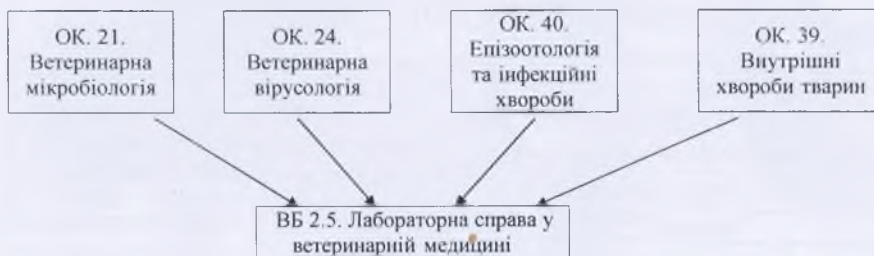 ОК. 21.
Ветеринарна
мікробіологія
ОК. 24.
Ветеринарна
вірусологія
ОК. 40.
Епізоотологія
та інфекційні
хвороби
ОК. 39.
Внутрішні
хвороби тварин
ВБ 2.5. Лабораторна справа у
ветеринарній медицині